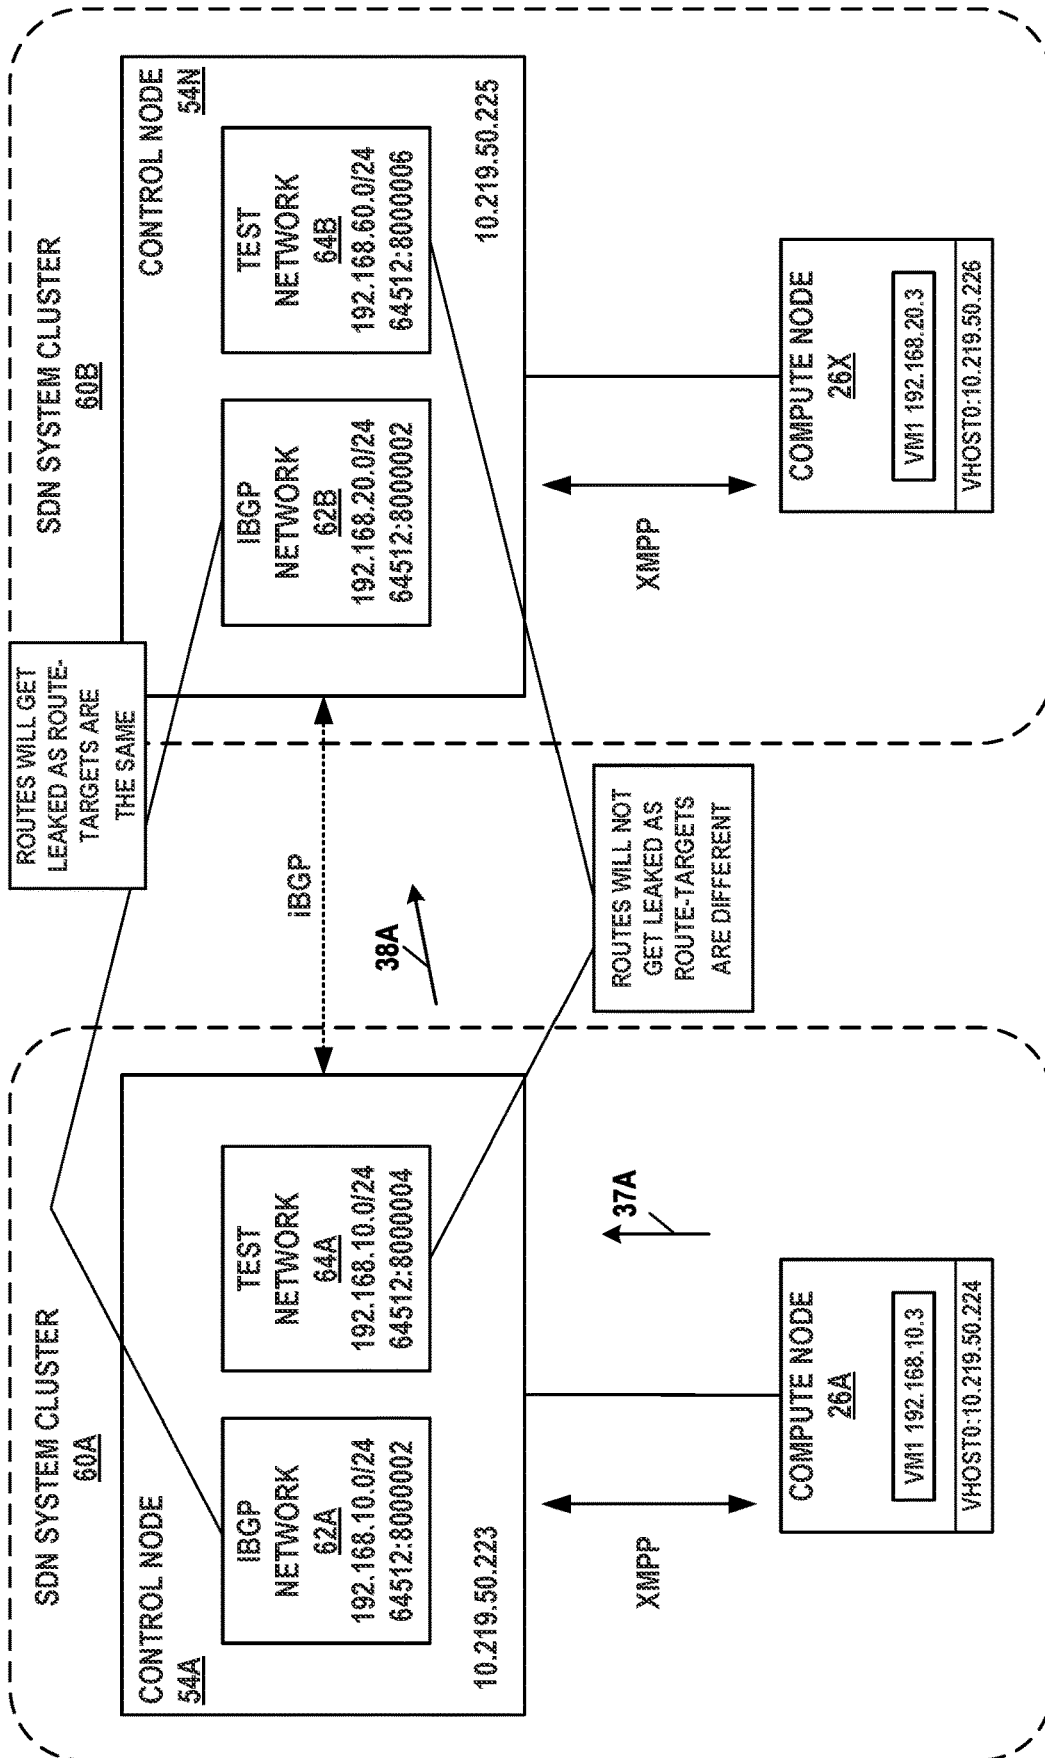 SDN SYSTEM CLUSTER
60A
CONTROL NODE
54A
iBGP
NETWORK
62A
192.168.10.0/24
64512:8000002
TEST
NETWORK
64A
192.168.10.0/24
64512:8000004
10.219.50.223
XMPP
37A
COMPUTE NODE
26A
VM1 192.168.10.3
VHOST0:10.219.50.224
ROUTES WILL GET
LEAKED AS ROUTE-
TARGETS ARE
THE SAME
iBGP
38A
ROUTES WILL NOT
GET LEAKED AS
ROUTE-TARGETS
ARE DIFFERENT
SDN SYSTEM CLUSTER
60B
CONTROL NODE
54N
iBGP
NETWORK
62B
192.168.20.0/24
64512:8000002
TEST
NETWORK
64B
192.168.60.0/24
64512:8000006
10.219.50.225
XMPP
COMPUTE NODE
26X
VM1 192.168.20.3
VHOST0:10.219.50.226